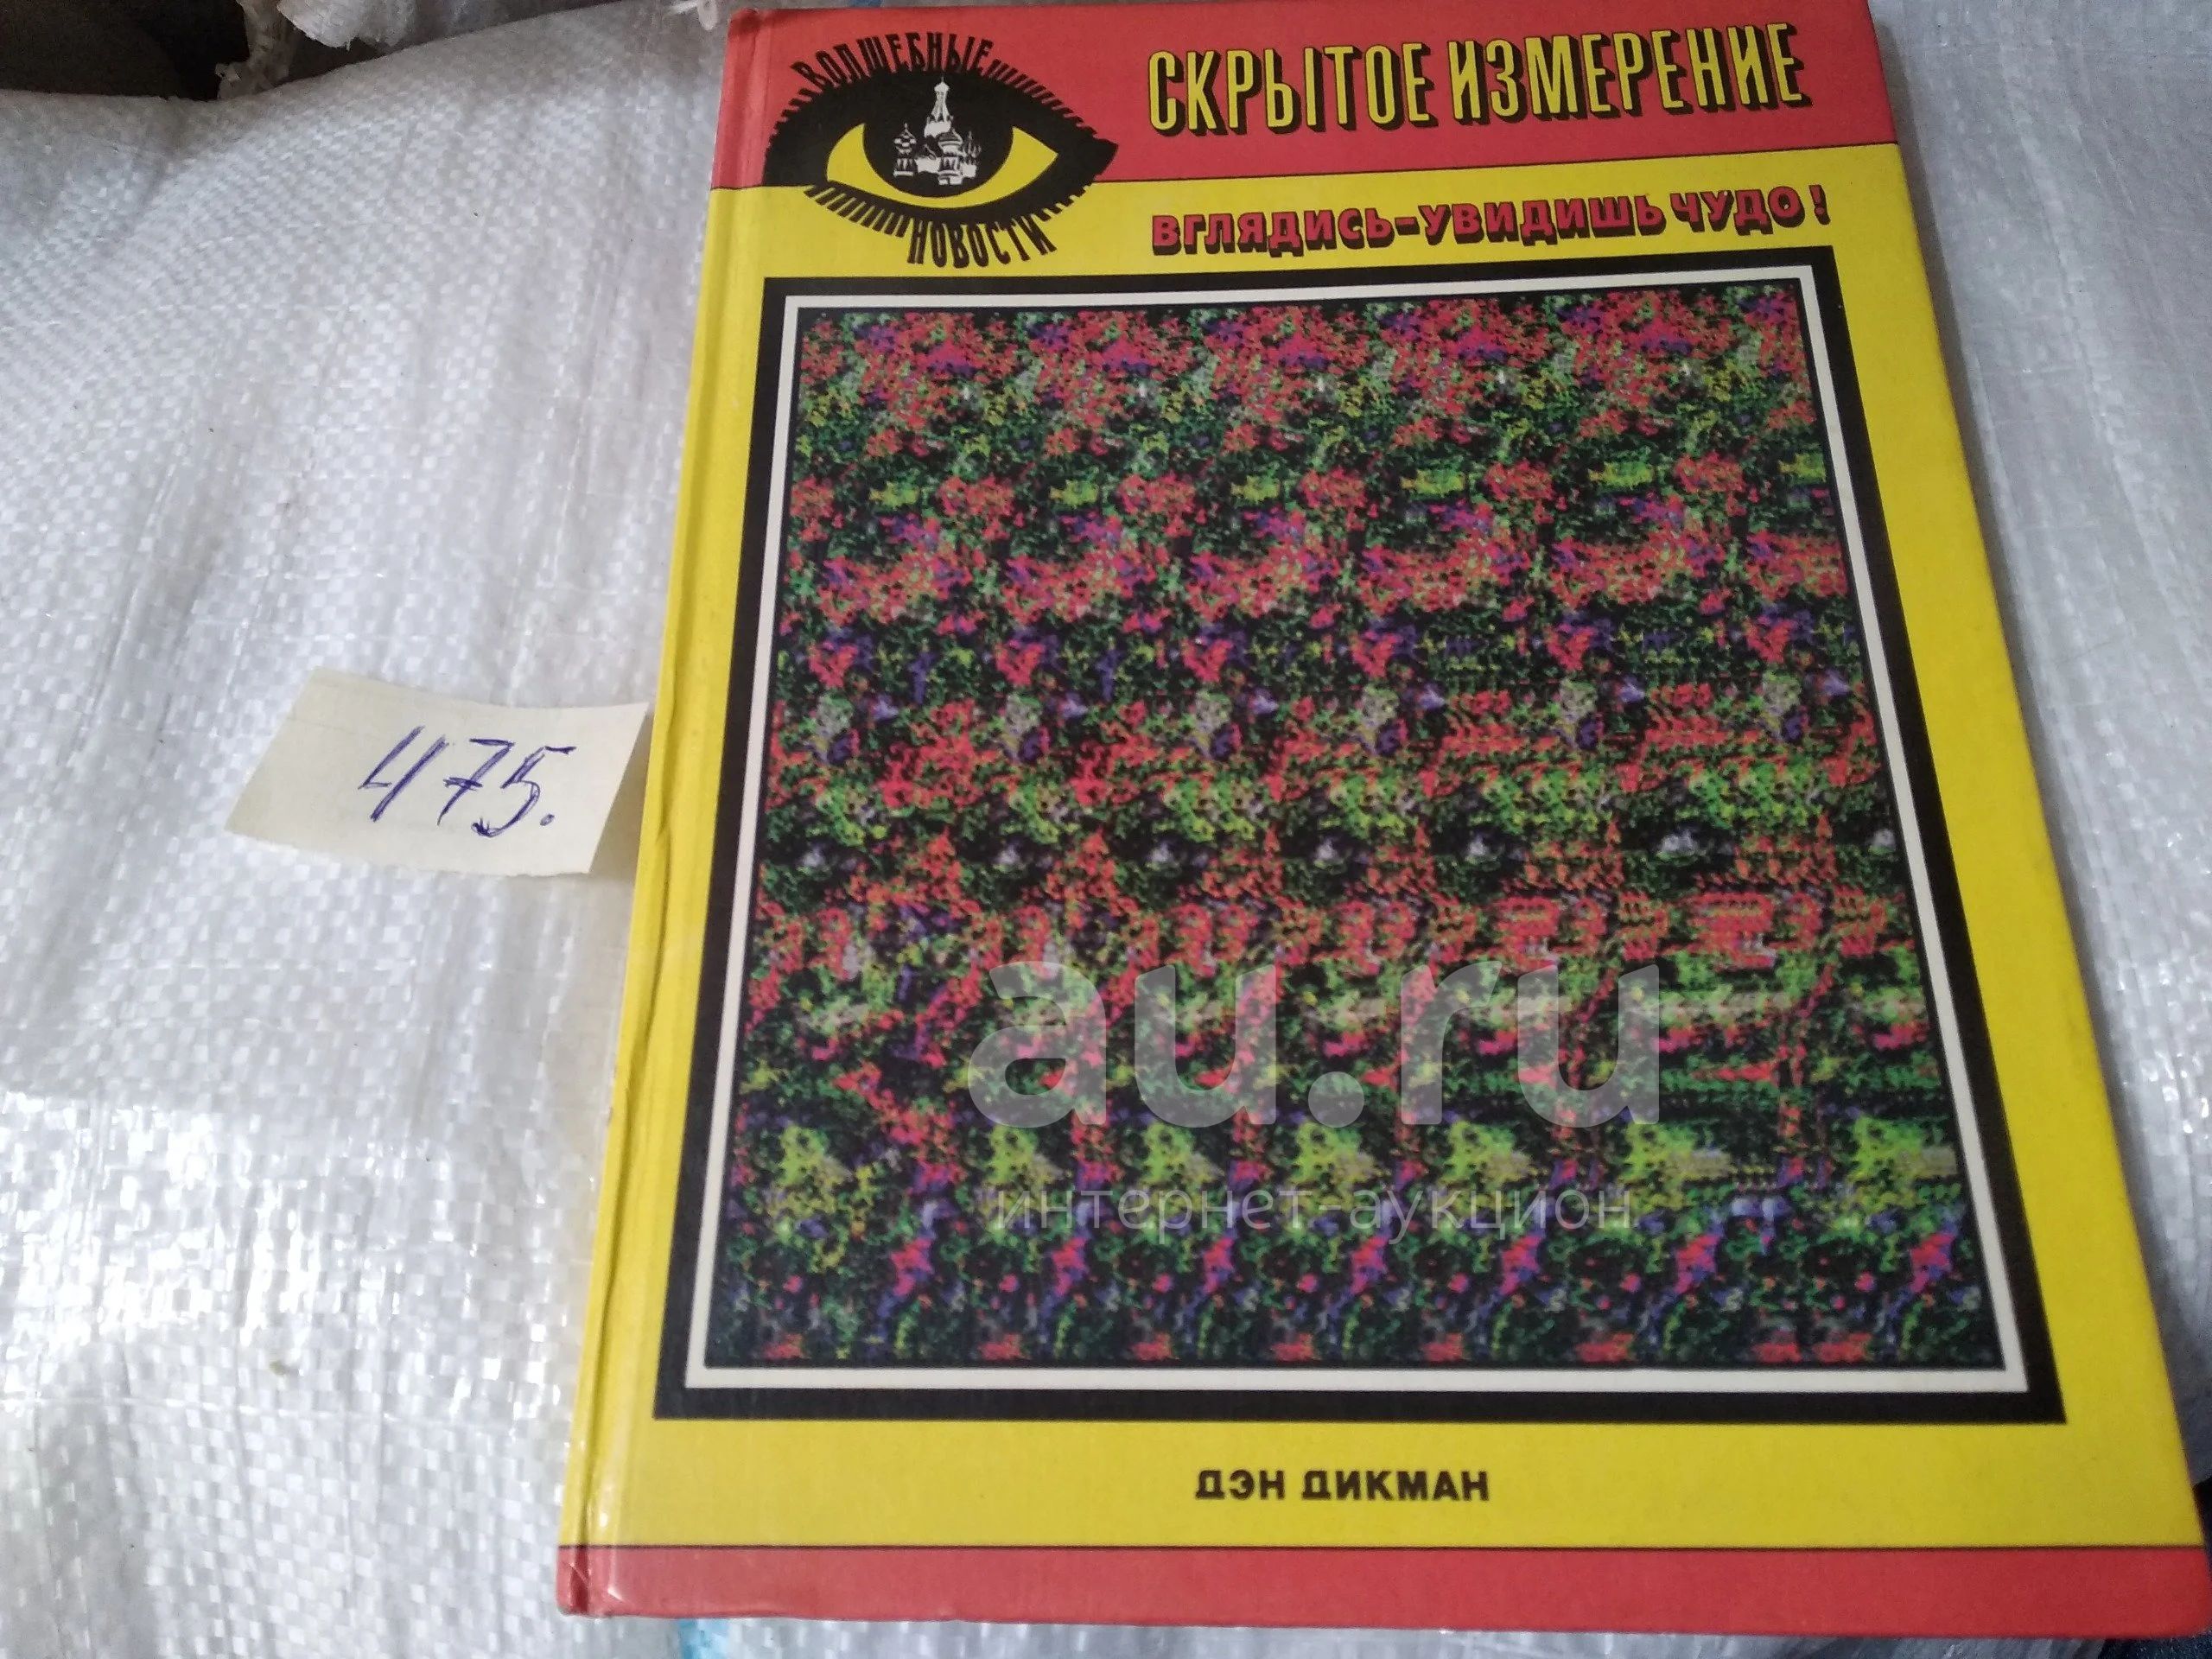 ВОЛШЕБНЫЕ
НОВОСТИ
СКРЫТОЕ ИЗМЕРЕНИЕ
ВГЛЯДИСЬ-УВИДИШЬ ЧУДО!
475.
au.ru
интернет-аукцион
ДЭН ДИКМАН